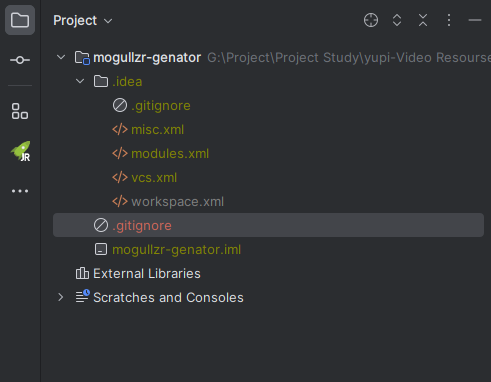 Project
mogullzr-genator G:\Project\Project Study\yupi-Video Resourse
.idea
.gitignore
misc.xml
modules.xml
vcs.xml
workspace.xml
.gitignore
mogullzr-genator.iml
External Libraries
Scratches and Consoles
JR